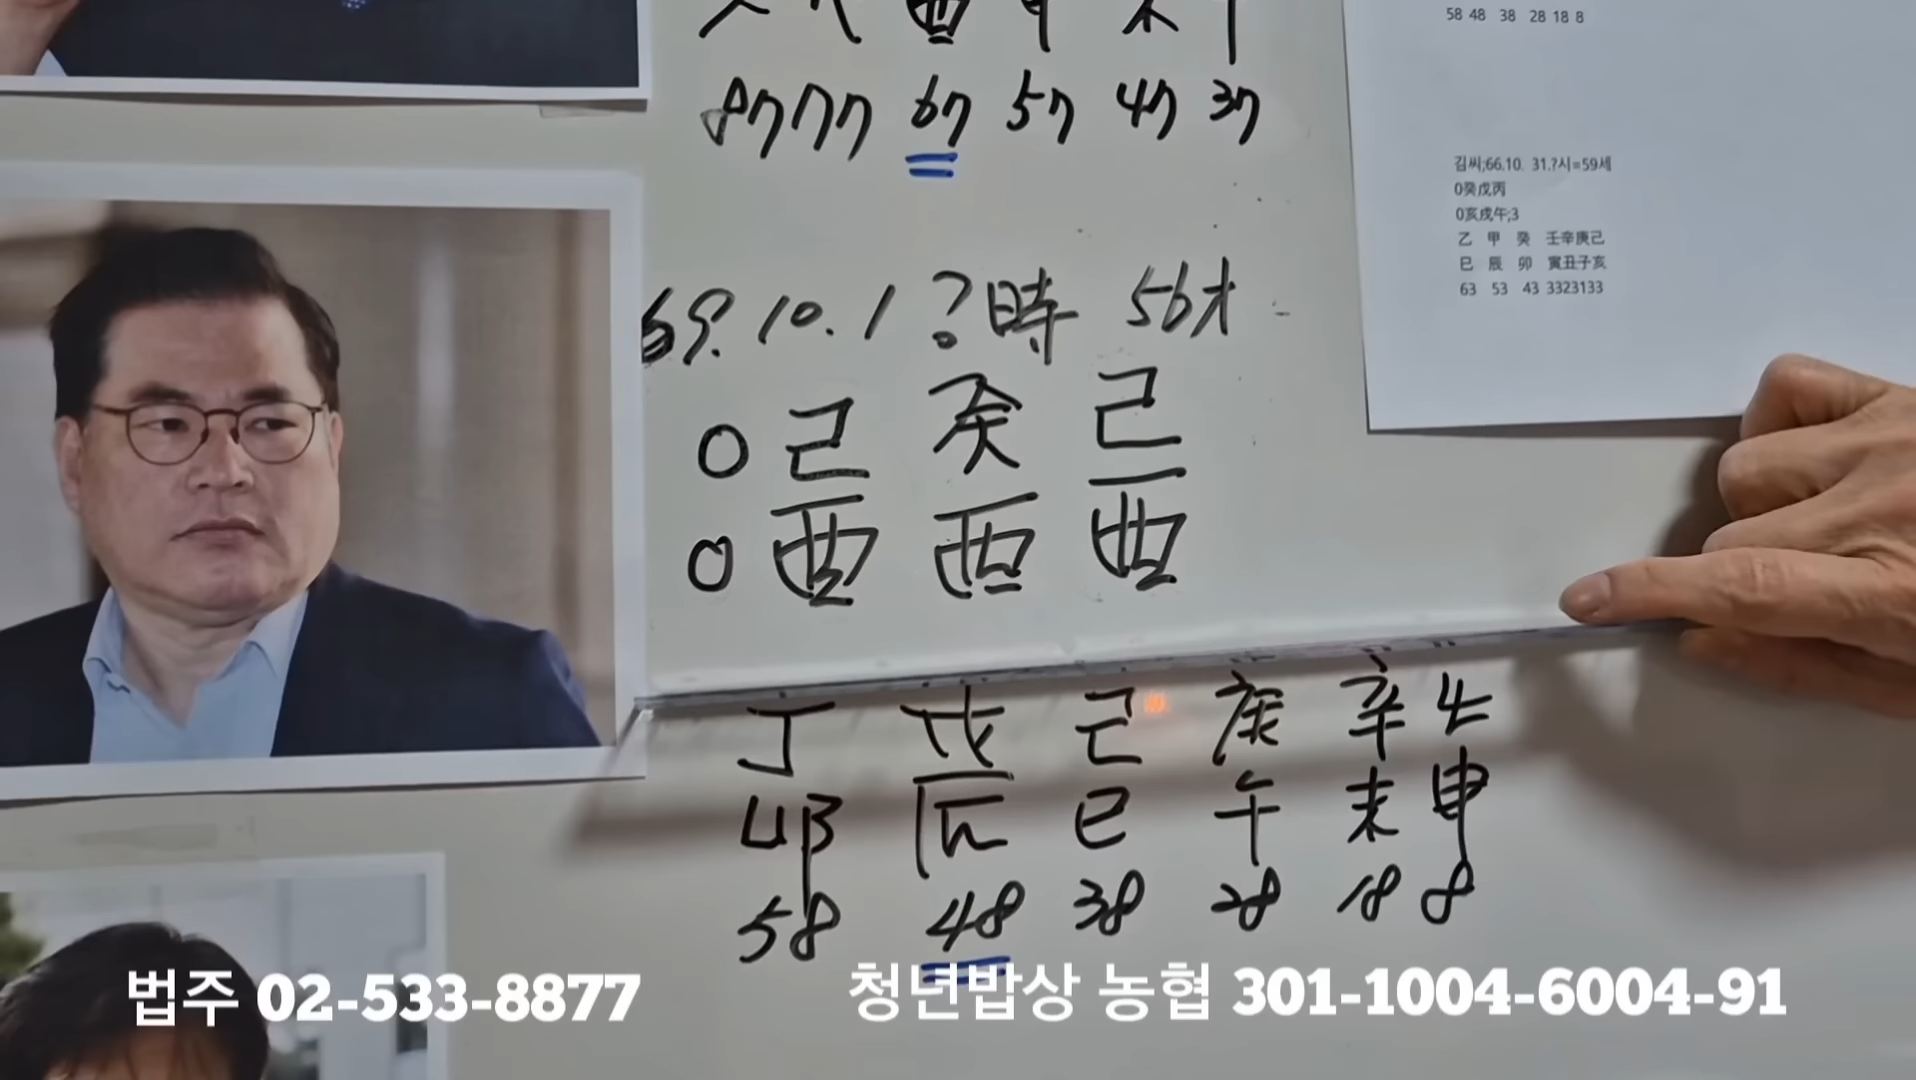 58 48 38 28 18 8
87 77 67 57 47 37
김씨;66.10. 31.?시=59세
0癸戊丙
0亥戌午;3
乙 甲 癸 壬辛庚己
巳 辰 卯 寅丑子亥
63 53 43 3323133
69. 10. 1 ?時 56才
0 己 癸 己
0 酉 酉 酉
丁 戊 己 庚 辛 壬
卯 辰 巳 午 未 申
58 48 38 28 18 8
법주 02-533-8877
청년밥상 농협 301-1004-6004-91